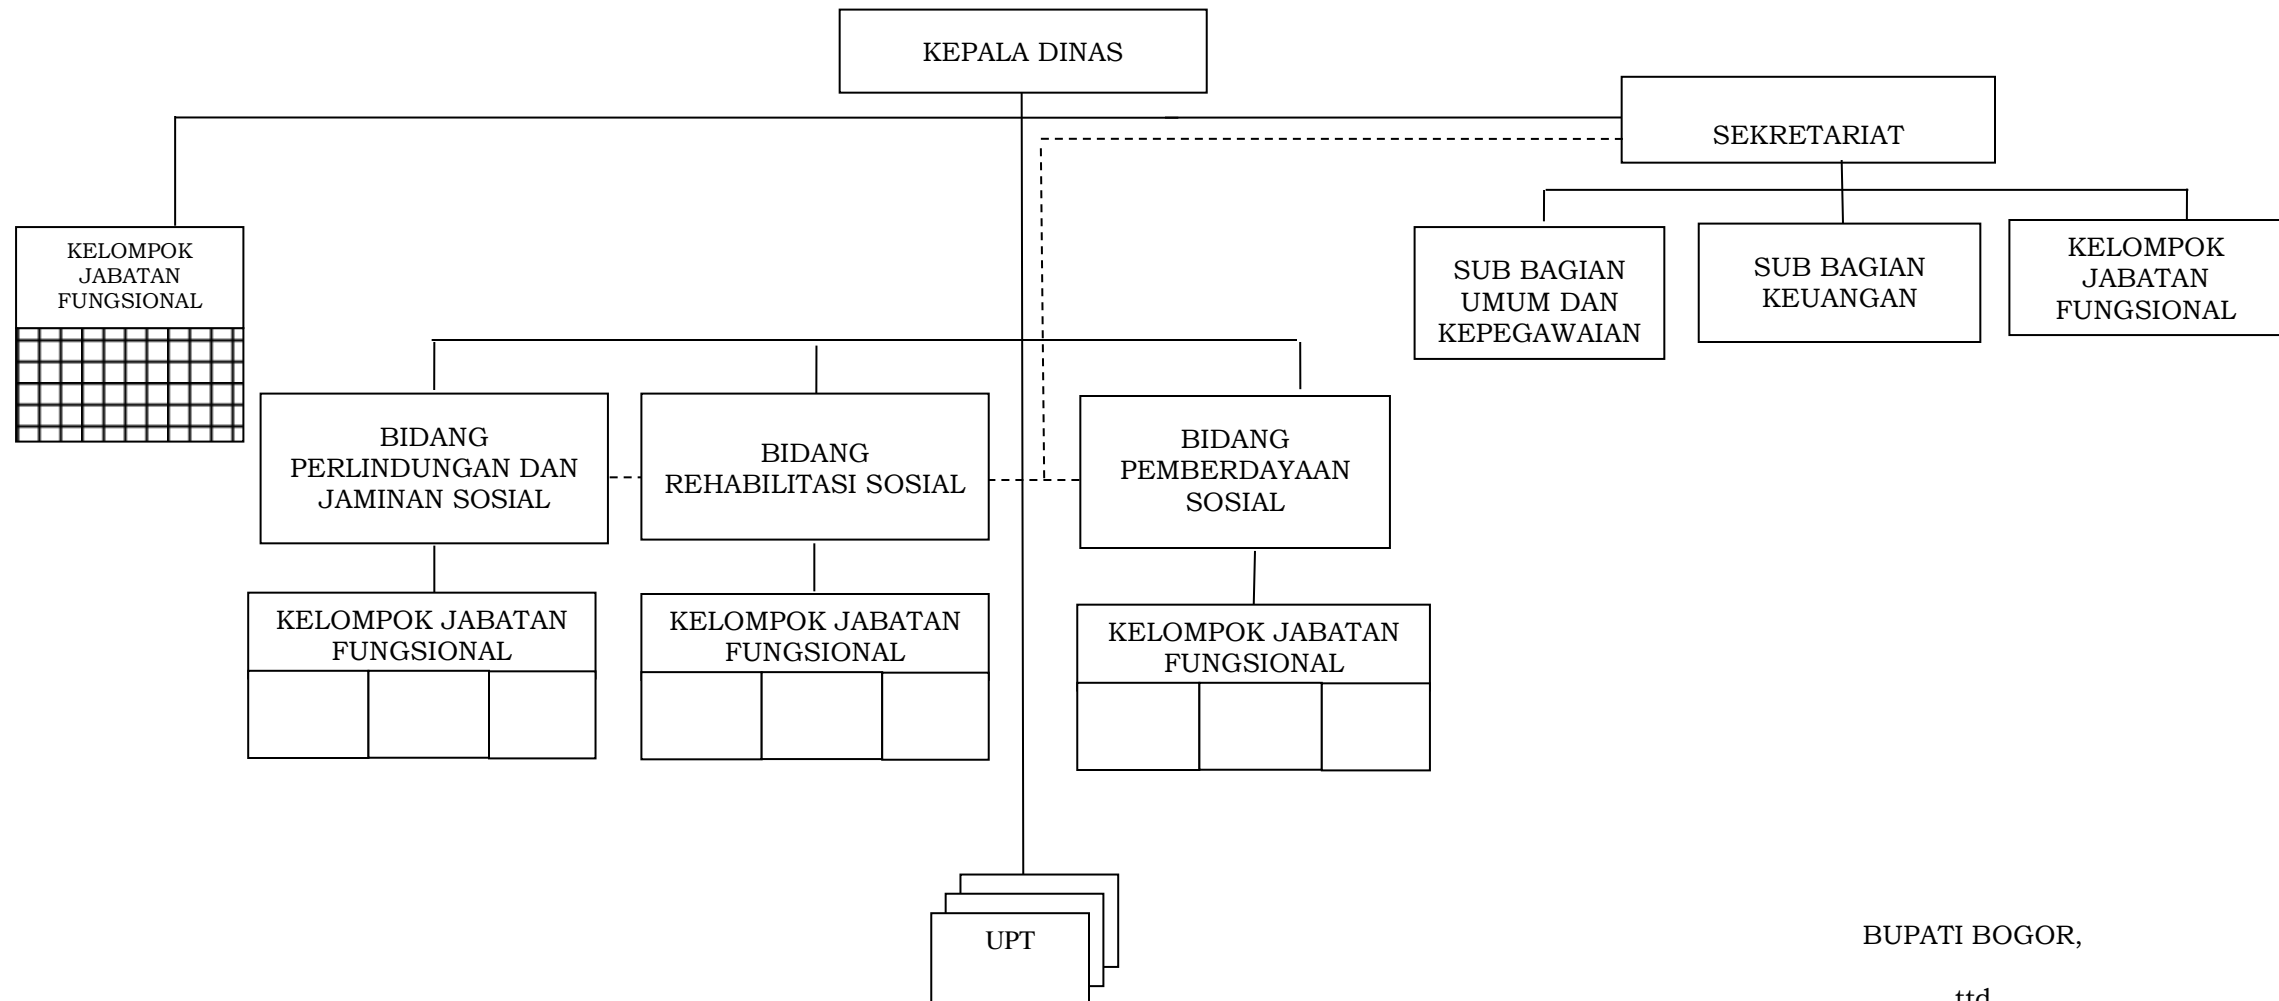 KEPALA DINAS
SEKRETARIAT
KELOMPOK
JABATAN
FUNGSIONAL
SUB BAGIAN
UMUM DAN
KEPEGAWAIAN
SUB BAGIAN
KEUANGAN
KELOMPOK
JABATAN
FUNGSIONAL
BIDANG
PERLINDUNGAN DAN
JAMINAN SOSIAL
BIDANG
REHABILITASI SOSIAL
BIDANG
PEMBERDAYAAN
SOSIAL
KELOMPOK JABATAN
FUNGSIONAL
KELOMPOK JABATAN
FUNGSIONAL
KELOMPOK JABATAN
FUNGSIONAL
UPT
BUPATI BOGOR,
ttd